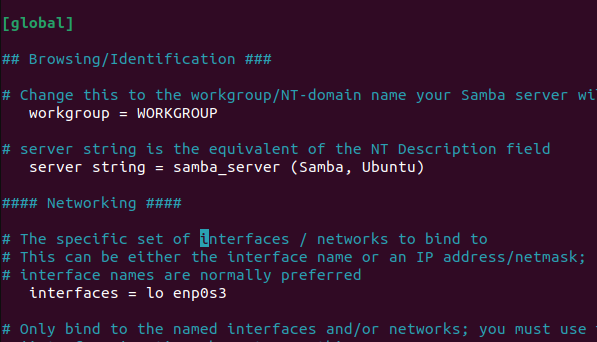 [global]
## Browsing/Identification ###
# Change this to the workgroup/NT-domain name your Samba server
workgroup = WORKGROUP
# server string is the equivalent of the NT Description field
server string = samba_server (Samba, Ubuntu)
#### Networking ####
# The specific set of interfaces / networks to bind to
# This can be either the interface name or an IP address/netmask;
# interface names are normally preferred
interfaces = lo enp0s3
# Only bind to the named interfaces and/or networks; you must use